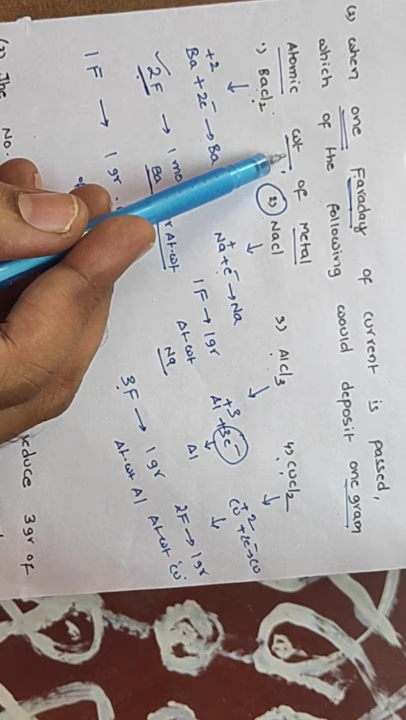 (2) When one Faraday of current is passed,
which of the following would deposit one gram
Atomic wt. of metal
1) BaCl2 2) NaCl 3) AlCl3 4) CuCl2
Ba+2 + 2e- → Ba
Na+ + e- → Na
Al+3 + 3e-
Al
Cu+2 + 2e- → Cu
✓2F → 1
Ba
At.wt
1F → 1gr
At.wt
Na
3F → 1gr
At.wt Al
2F → 1gr
At.wt Cu
1F → 1gr
(3) The No.
3gr of